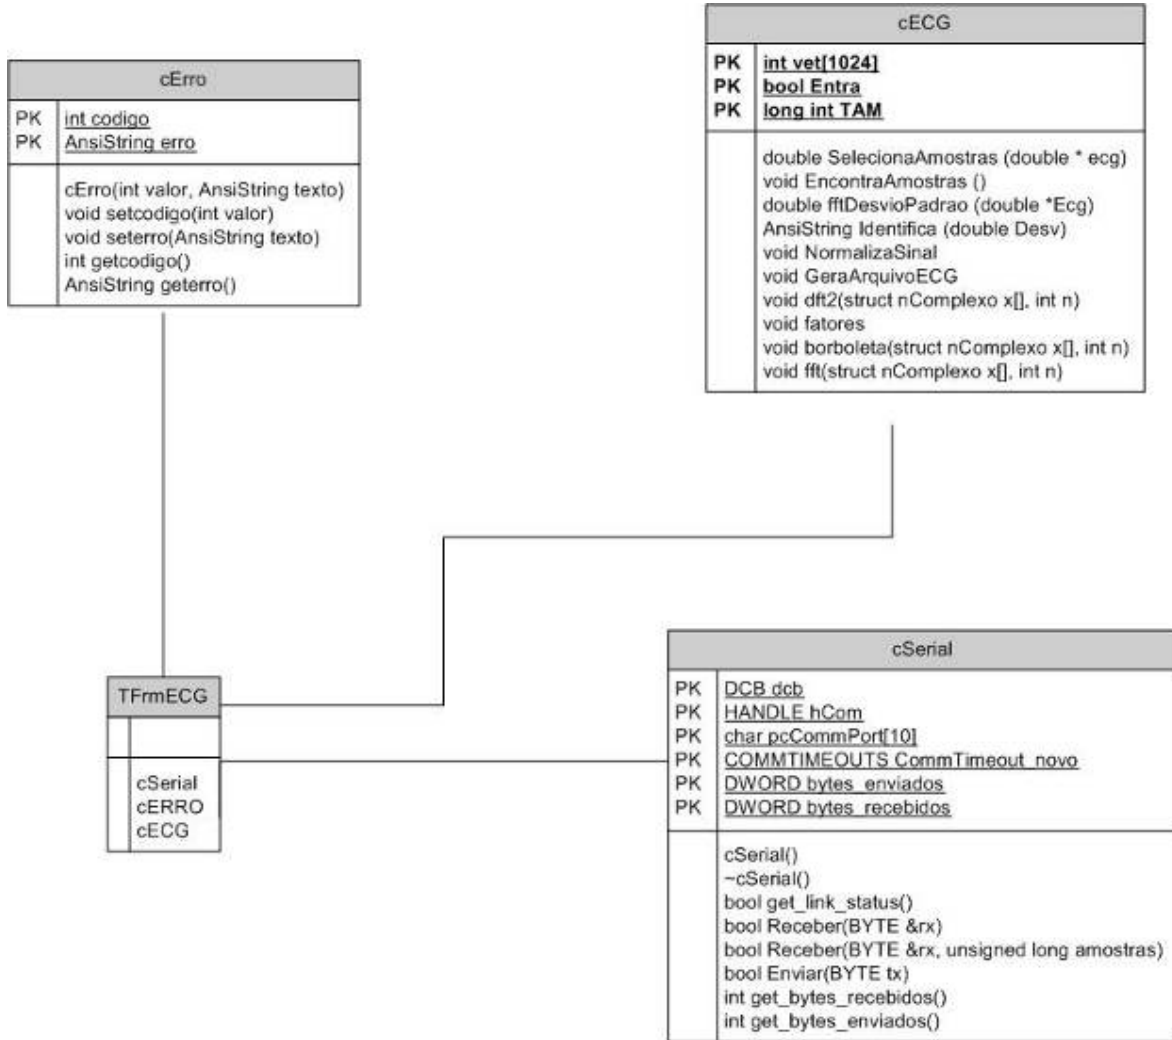 cECG
PK int vet[1024]
PK bool Entra
PK long int TAM
double SelecionaAmostras (double * ecg)
void EncontraAmostras ()
double fftDesvioPadrao (double *Ecg)
AnsiString Identifica (double Desv)
void NormalizaSinal
void GeraArquivoECG
void dft2(struct nComplexo x[], int n)
void fatores
void borboleta(struct nComplexo x[], int n)
void fft(struct nComplexo x[], int n)
cErro
PK int codigo
PK AnsiString erro
cErro(int valor, AnsiString texto)
void setcodigo(int valor)
void seterro(AnsiString texto)
int getcodigo()
AnsiString geterro()
TFrmECG
cSerial
cERRO
cECG
cSerial
PK DCB dcb
PK HANDLE hCom
PK char pcCommPort[10]
PK COMMTIMEOUTS CommTimeout_novo
PK DWORD bytes_enviados
PK DWORD bytes_recebidos
cSerial()
~cSerial()
bool get_link_status()
bool Receber(BYTE &rx)
bool Receber(BYTE &rx, unsigned long amostras)
bool Enviar(BYTE tx)
int get_bytes_recebidos()
int get_bytes_enviados()